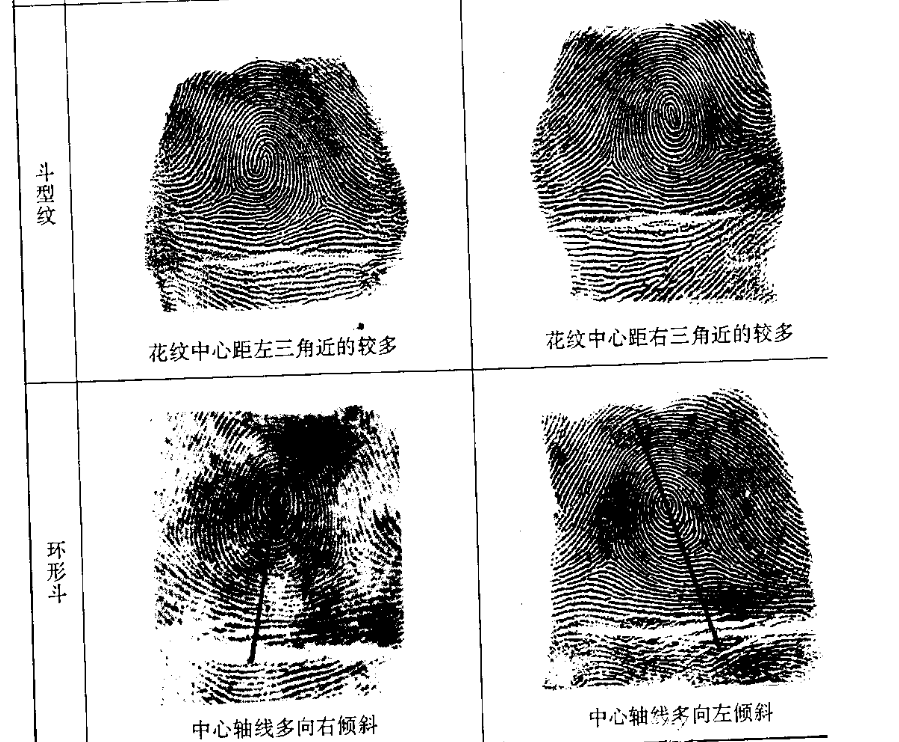 斗型纹
花纹中心距左三角近的较多
花纹中心距右三角近的较多
环形斗
中心轴线多向右倾斜
中心轴线多向左倾斜